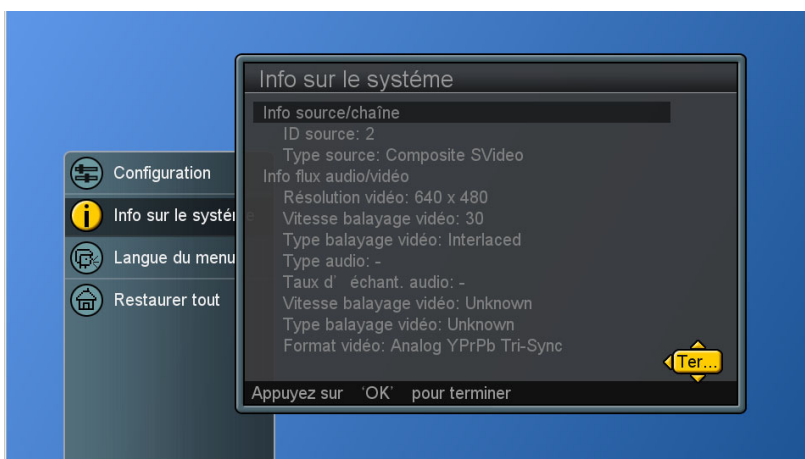 Info sur le systéme
Info source/chaîne
ID source: 2
Type source: Composite SVideo
Info flux audio/vidéo
Résolution vidéo: 640 x 480
Vitesse balayage vidéo: 30
Type balayage vidéo: Interlaced
Type audio: -
Taux d' échant. audio: -
Vitesse balayage vidéo: Unknown
Type balayage vidéo: Unknown
Format vidéo: Analog YPrPb Tri-Sync
Ter...
Appuyez sur 'OK' pour terminer
Configuration
Info sur le système
Langue du menu
Restaurer tout